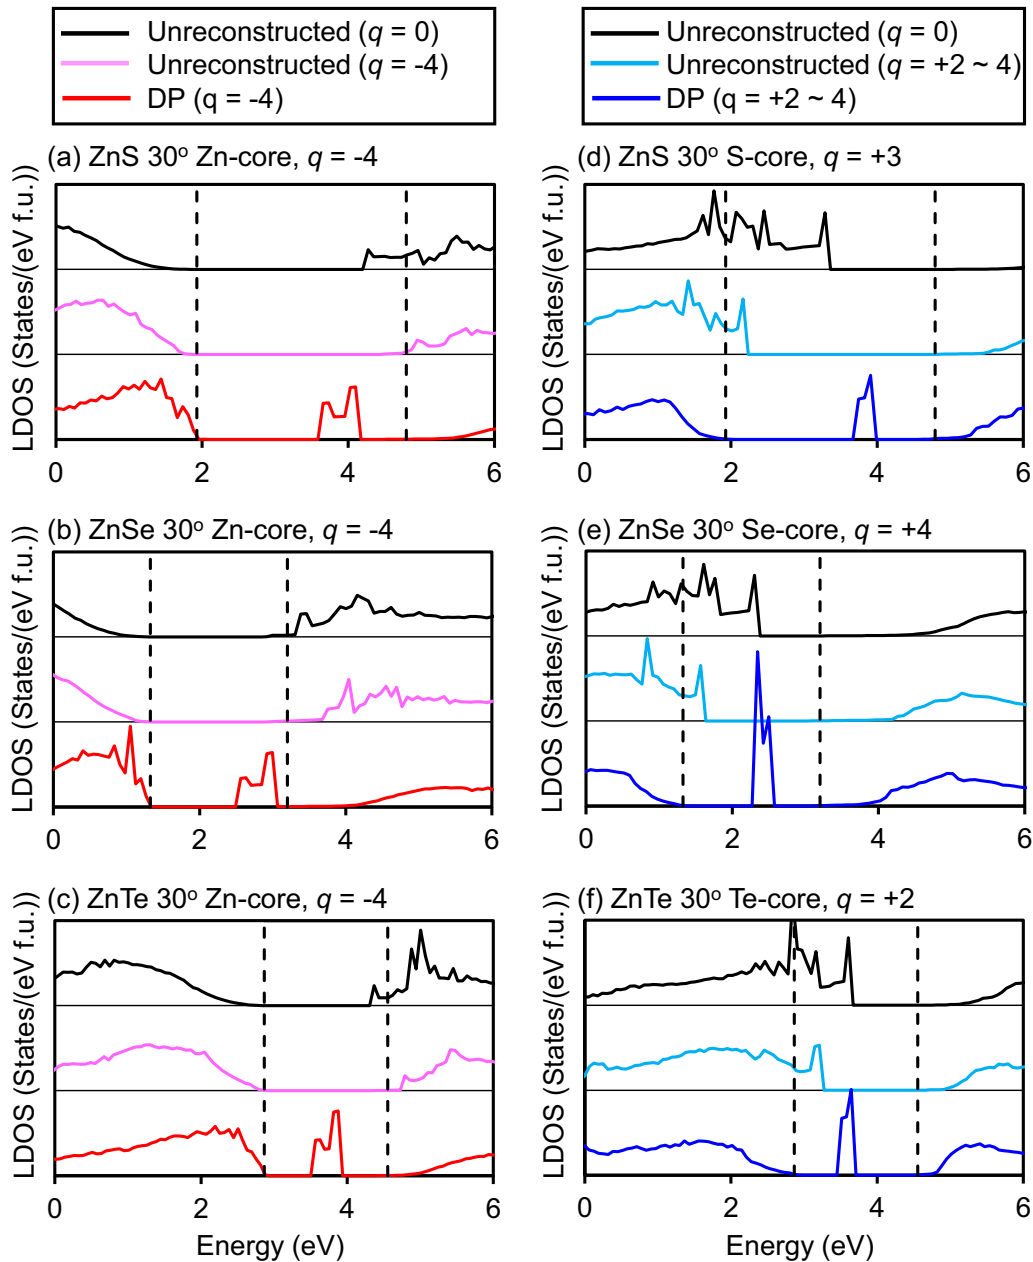 Unreconstructed (q = 0)
Unreconstructed (q = -4)
DP (q = -4)
Unreconstructed (q = 0)
Unreconstructed (q = +2 ~ 4)
DP (q = +2 ~ 4)
(a) ZnS 30° Zn-core, q = -4
LDOS (States/(eV f.u.))
0 2 4 6
(d) ZnS 30° S-core, q = +3
LDOS (States/(eV f.u.))
0 2 4 6
(b) ZnSe 30° Zn-core, q = -4
LDOS (States/(eV f.u.))
0 2 4 6
(e) ZnSe 30° Se-core, q = +4
LDOS (States/(eV f.u.))
0 2 4 6
(c) ZnTe 30° Zn-core, q = -4
LDOS (States/(eV f.u.))
0 2 4 6
Energy (eV)
(f) ZnTe 30° Te-core, q = +2
LDOS (States/(eV f.u.))
0 2 4 6
Energy (eV)